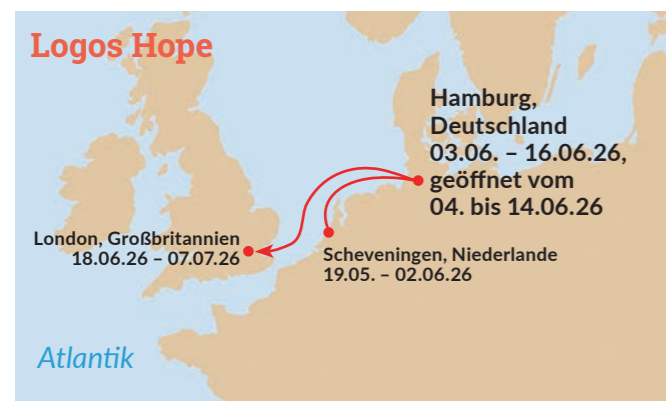 Logos Hope
Hamburg,
Deutschland
03.06. – 16.06.26,
geöffnet vom
04. bis 14.06.26
London, Großbritannien
18.06.26 – 07.07.26
Scheveningen, Niederlande
19.05. – 02.06.26
Atlantik